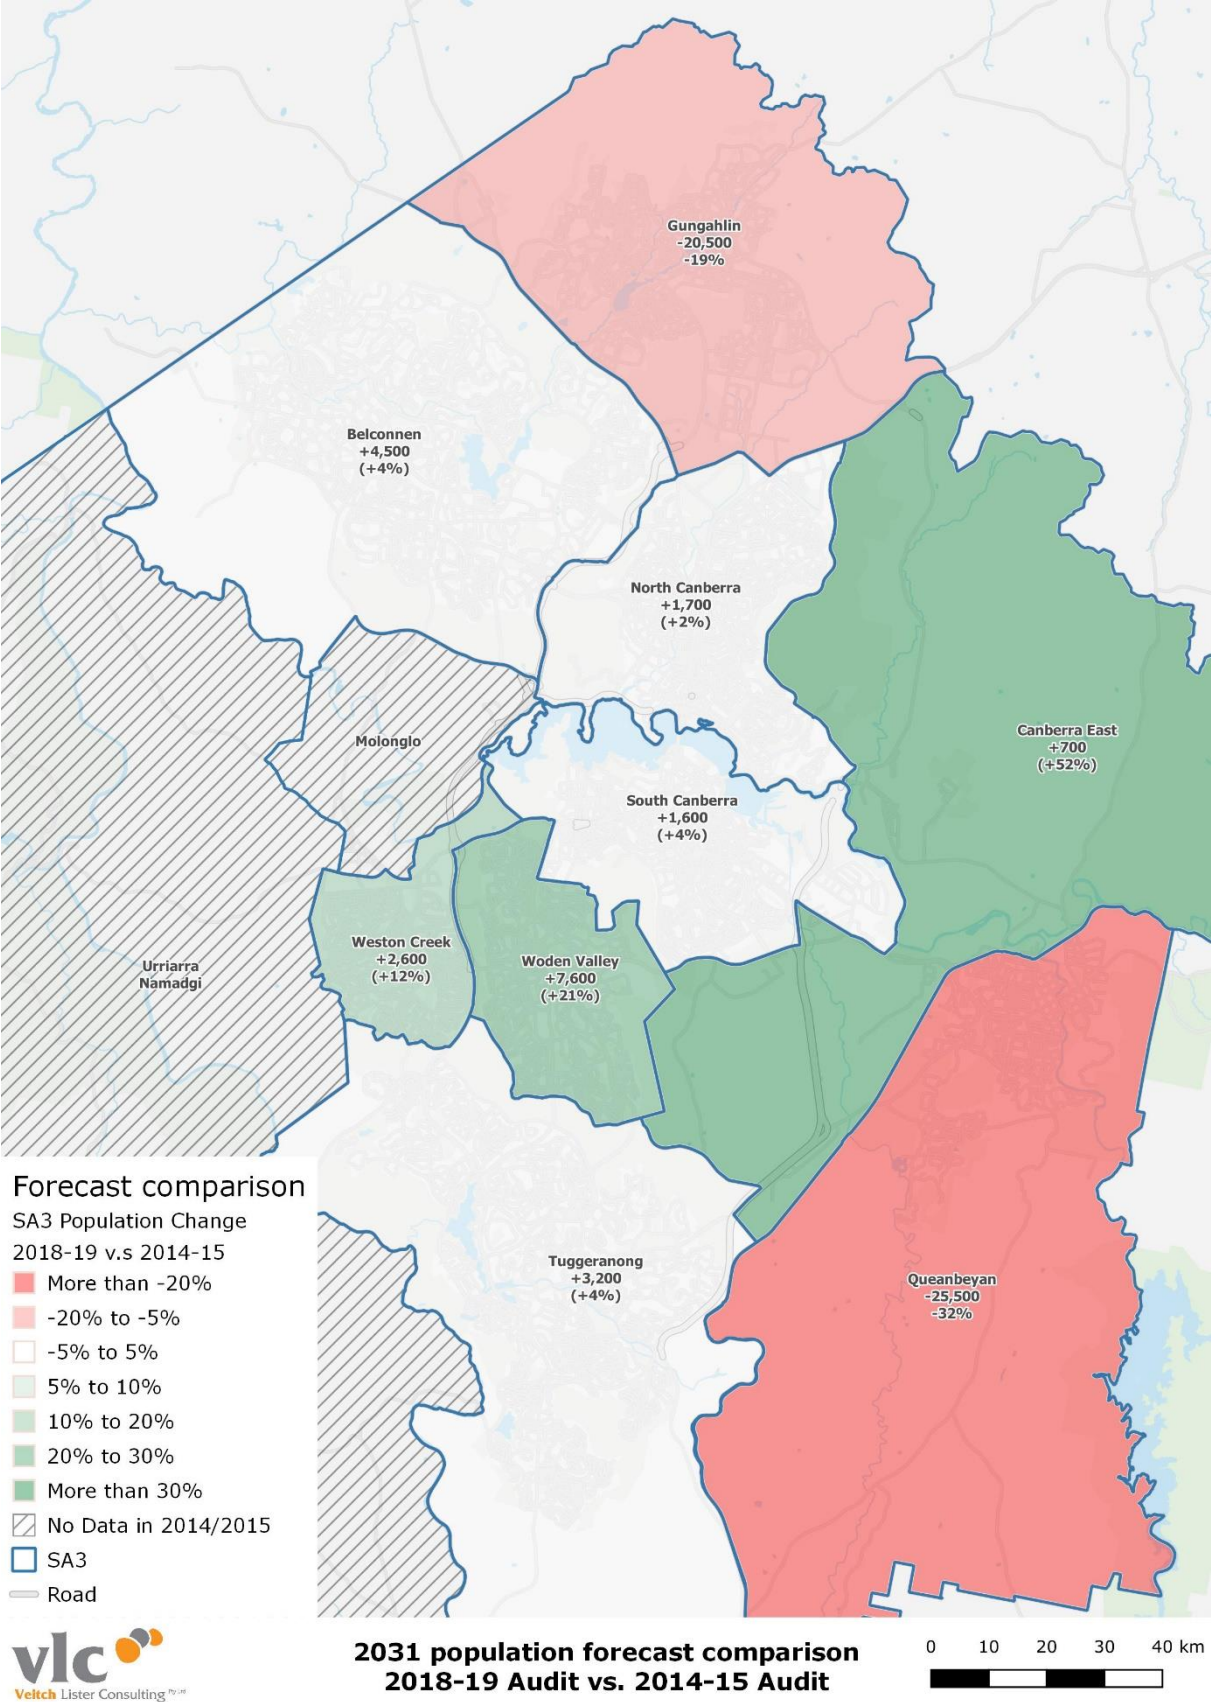 Gungahlin
-20,500
-19%
Belconnen
+4,500
(+4%)
North Canberra
+1,700
(+2%)
Canberra East
+700
(+52%)
Molonglo
South Canberra
+1,600
(+4%)
Weston Creek
+2,600
(+12%)
Woden Valley
+7,600
(+21%)
Urriarra
Namadgi
Tuggeranong
+3,200
(+4%)
Queanbeyan
-25,500
-32%
Forecast comparison
SA3 Population Change
2018-19 v.s 2014-15
More than -20%
-20% to -5%
-5% to 5%
5% to 10%
10% to 20%
20% to 30%
More than 30%
No Data in 2014/2015
SA3
Road
vlc
Veitch Lister Consulting Pty Ltd
2031 population forecast comparison
2018-19 Audit vs. 2014-15 Audit
0 10 20 30 40 km